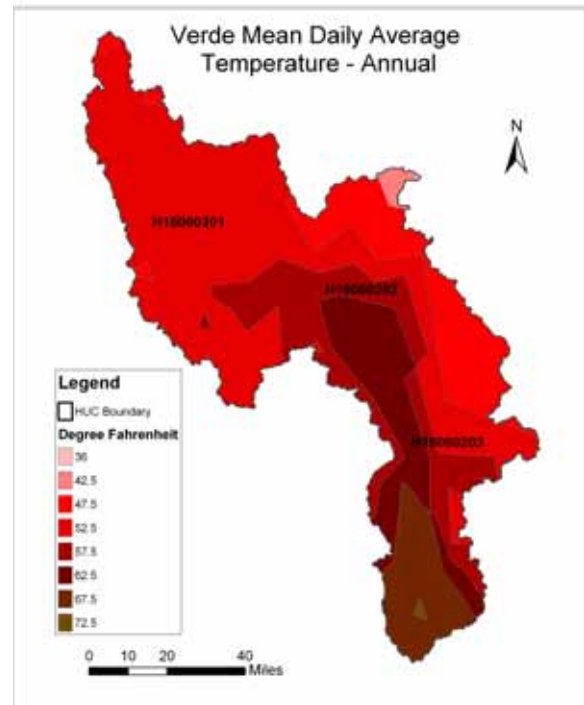 Verde Mean Daily Average
Temperature - Annual
N
H15060201
H15060202
H15060203
Legend
HUC Boundary
Degree Fahrenheit
36
42.5
47.5
52.5
57.5
62.5
67.5
72.5
0 10 20 40
Miles